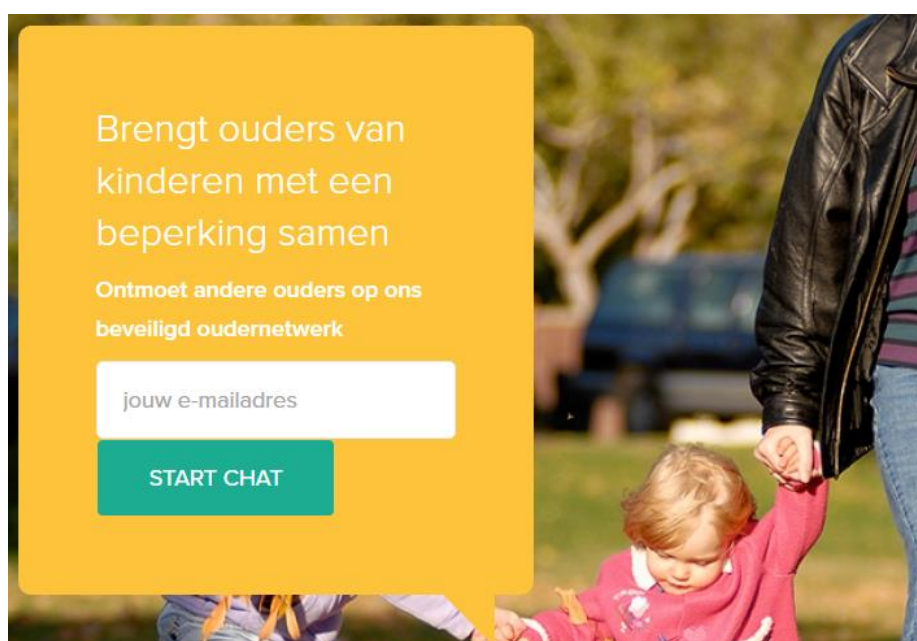 Brengt ouders van
kinderen met een
beperking samen
Ontmoet andere ouders op ons
beveiligd oudernetwerk
jouw e-mailadres
START CHAT